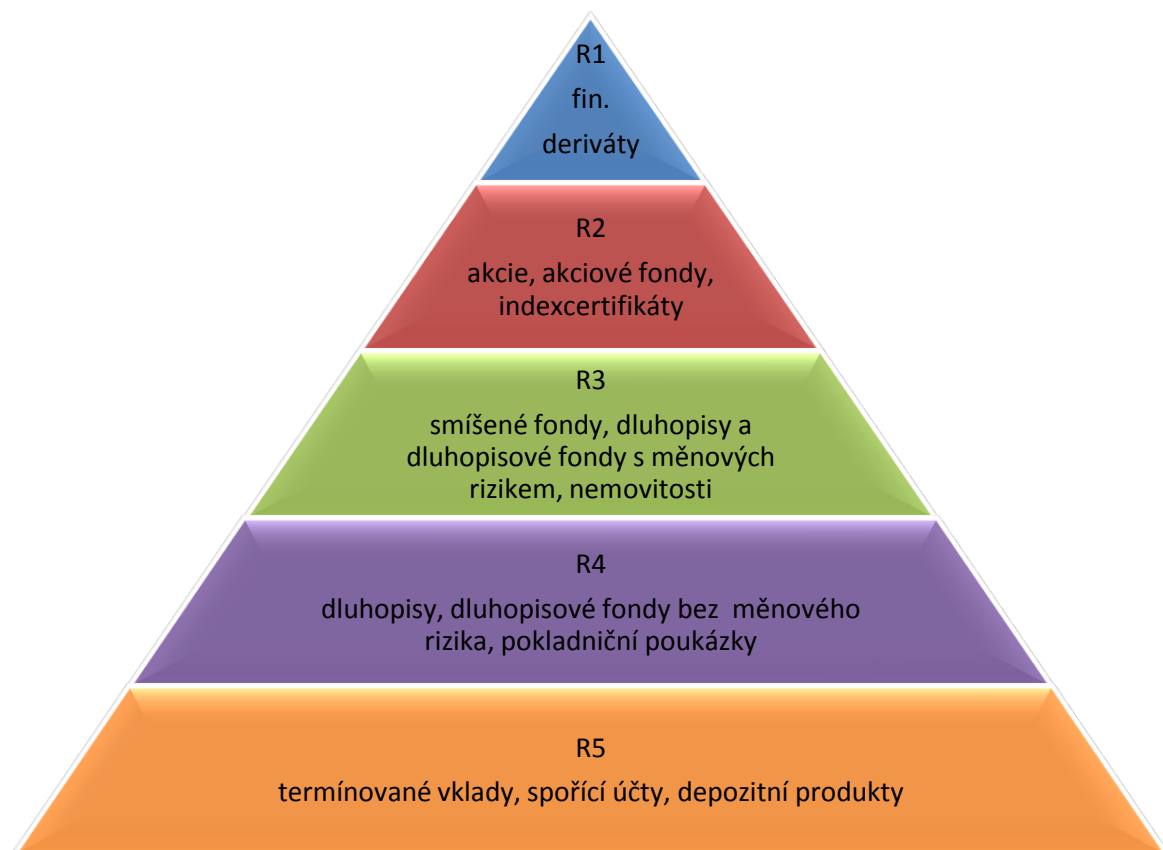 R1
fin.
deriváty
R2
akcie, akciové fondy,
indexcertifikáty
R3
smíšené fondy, dluhopisy a
dluhopisové fondy s měnových
rizikem, nemovitosti
R4
dluhopisy, dluhopisové fondy bez  měnového
rizika, pokladniční poukázky
R5
termínované vklady, spořící účty, depozitní produkty